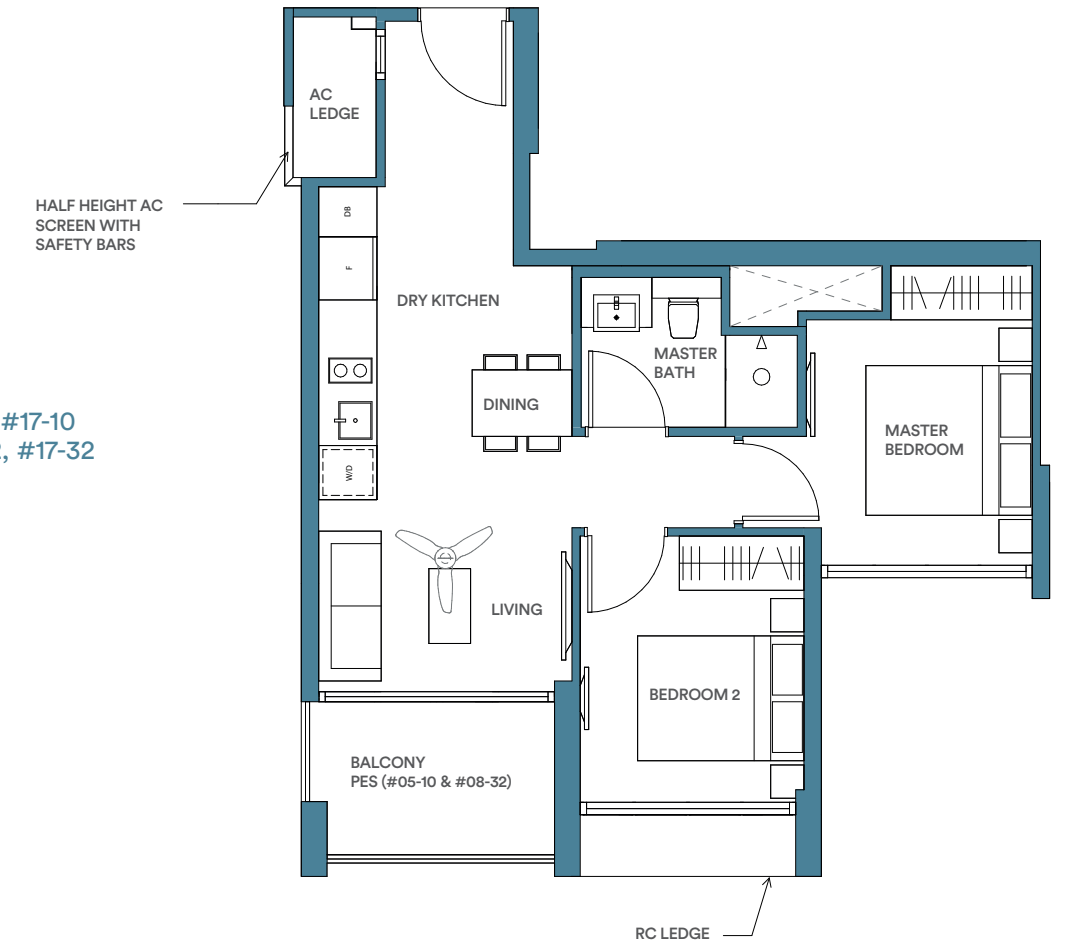 AC
LEDGE
HALF HEIGHT AC
SCREEN WITH
SAFETY BARS
DB
F
DRY KITCHEN
MASTER
BATH
DINING
#17-10
, #17-32
MASTER
BEDROOM
W/D
LIVING
BEDROOM 2
BALCONY
PES (#05-10 & #08-32)
RC LEDGE